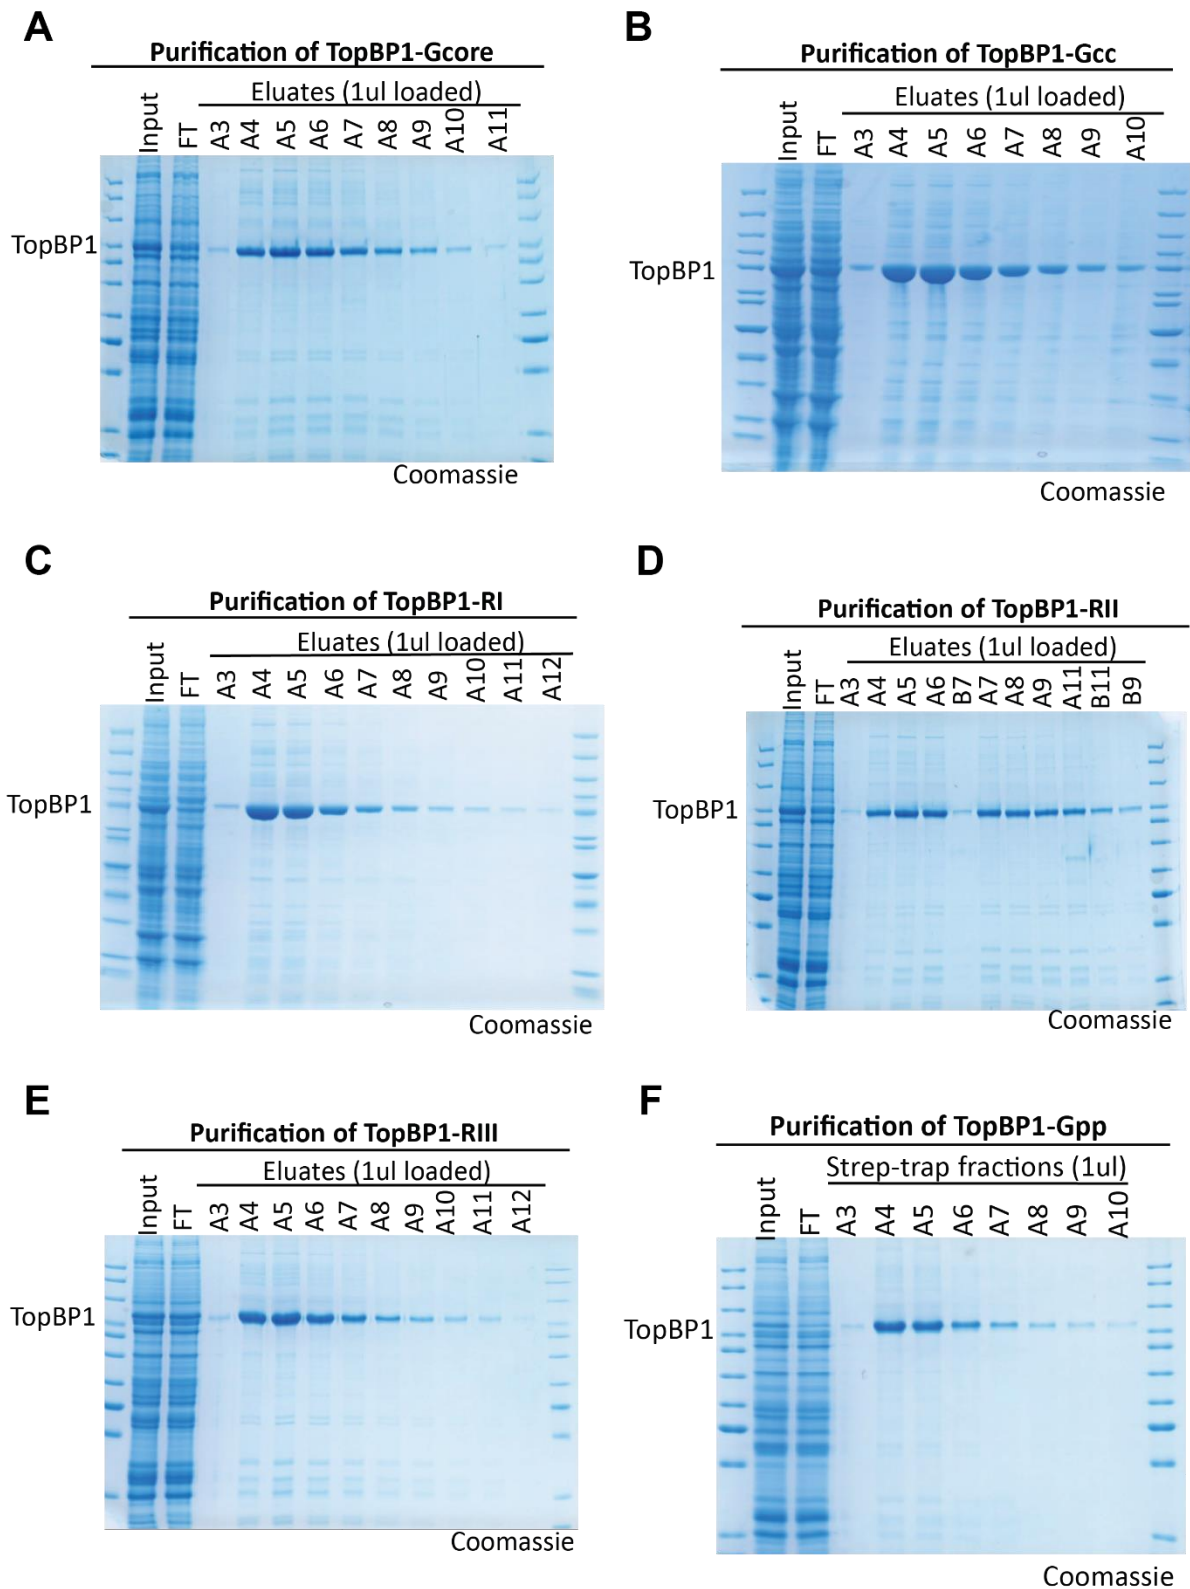 A
Purification of TopBP1-Gcore
Eluates (1ul loaded)
Input FT A3 A4 A5 A6 A7 A8 A9 A10 A11
TopBP1
Coomassie
B
Purification of TopBP1-Gcc
Eluates (1ul loaded)
Input FT A3 A4 A5 A6 A7 A8 A9 A10
TopBP1
Coomassie
C
Purification of TopBP1-RI
Eluates (1ul loaded)
Input FT A3 A4 A5 A6 A7 A8 A9 A10 A11 A12
TopBP1
Coomassie
D
Purification of TopBP1-RII
Eluates (1ul loaded)
Input FT A3 A4 A5 A6 B7 A7 A8 A9 A11 B11 B9
TopBP1
Coomassie
E
Purification of TopBP1-RIII
Eluates (1ul loaded)
Input FT A3 A4 A5 A6 A7 A8 A9 A10 A11 A12
TopBP1
Coomassie
F
Purification of TopBP1-Gpp
Strep-trap fractions (1ul)
Input FT A3 A4 A5 A6 A7 A8 A9 A10
TopBP1
Coomassie